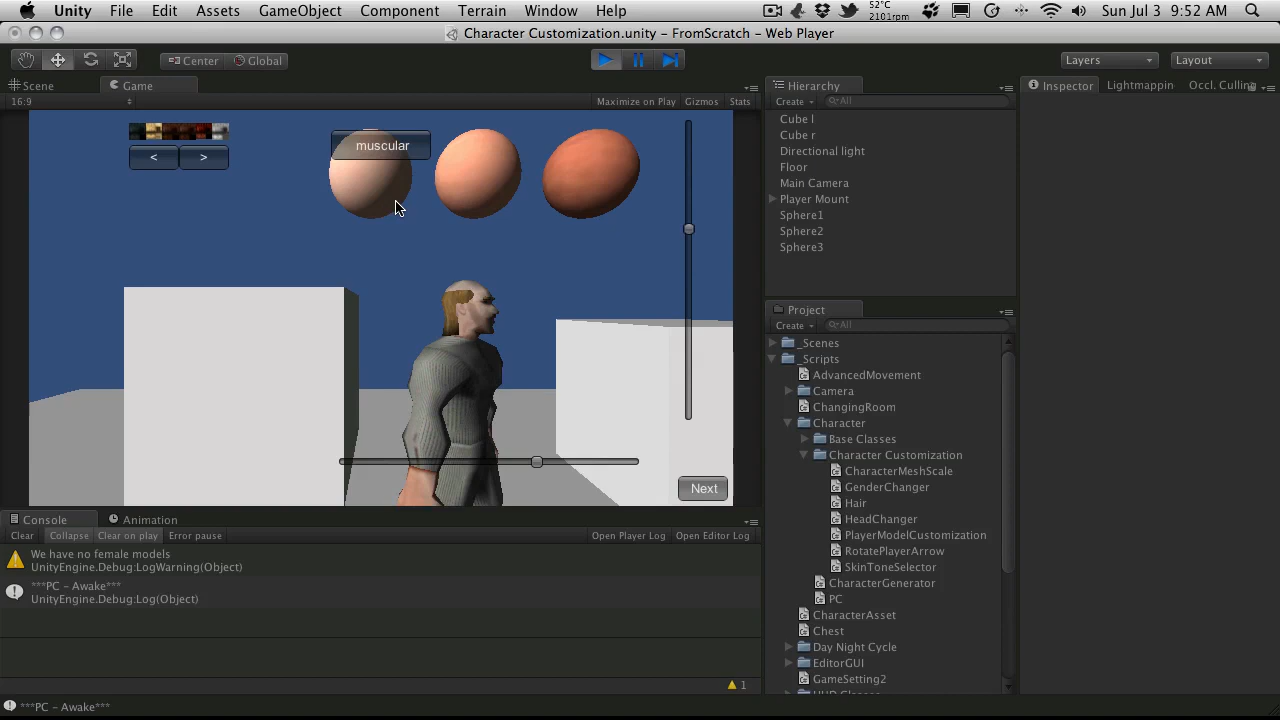 Unity File Edit Assets GameObject Component Terrain Window Help 52°C 2101rpm Sun Jul 3 9:52 AM
Character Customization.unity – FromScratch – Web Player
Center Global Layers Layout
Scene Game
16:9 Maximize on Play Gizmos Stats
muscular
< >
Next
Hierarchy
Create All
Cube l
Cube r
Directional light
Floor
Main Camera
Player Mount
Sphere1
Sphere2
Sphere3
Project
Create All
_Scenes
_Scripts
AdvancedMovement
Camera
ChangingRoom
Character
Base Classes
Character Customization
CharacterMeshScale
GenderChanger
Hair
HeadChanger
PlayerModelCustomization
RotatePlayerArrow
SkinToneSelector
CharacterGenerator
PC
CharacterAsset
Chest
Day Night Cycle
EditorGUI
GameSetting2
Inspector Lightmappin Occl. Cullin
Console Animation
Clear Collapse Clear on play Error pause Open Player Log Open Editor Log
We have no female models
UnityEngine.Debug:LogWarning(Object)
***PC - Awake***
UnityEngine.Debug:Log(Object)
1
***PC - Awake***